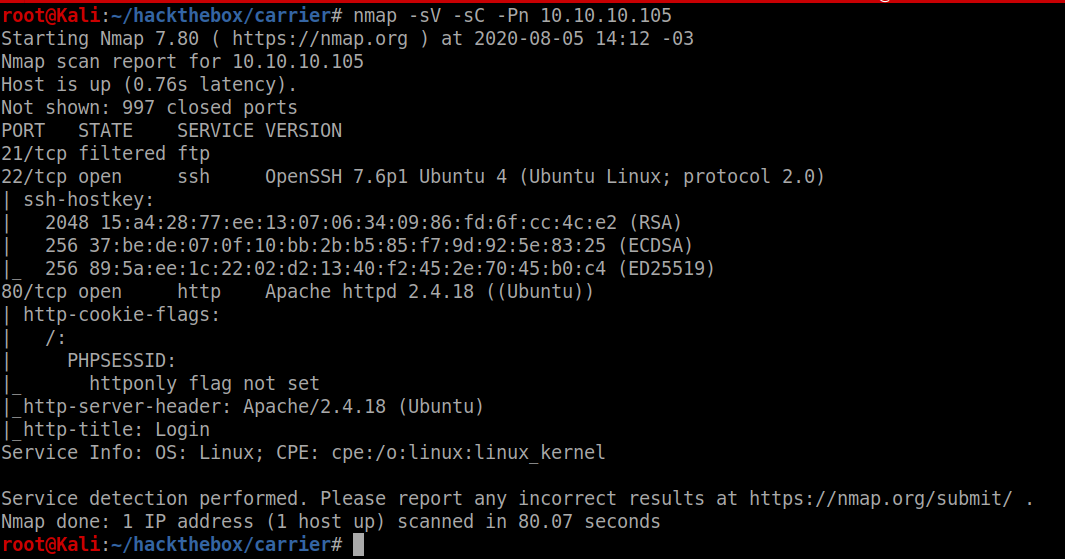 root@Kali:~/hackthebox/carrier# nmap -sV -sC -Pn 10.10.10.105
Starting Nmap 7.80 ( https://nmap.org ) at 2020-08-05 14:12 -03
Nmap scan report for 10.10.10.105
Host is up (0.76s latency).
Not shown: 997 closed ports
PORT   STATE    SERVICE VERSION
21/tcp filtered ftp
22/tcp open     ssh     OpenSSH 7.6p1 Ubuntu 4 (Ubuntu Linux; protocol 2.0)
| ssh-hostkey:
|   2048 15:a4:28:77:ee:13:07:06:34:09:86:fd:6f:cc:4c:e2 (RSA)
|   256 37:be:de:07:0f:10:bb:2b:b5:85:f7:9d:92:5e:83:25 (ECDSA)
|_  256 89:5a:ee:1c:22:02:d2:13:40:f2:45:2e:70:45:b0:c4 (ED25519)
80/tcp open     http    Apache httpd 2.4.18 ((Ubuntu))
| http-cookie-flags:
|   /:
|     PHPSESSID:
|_      httponly flag not set
|_http-server-header: Apache/2.4.18 (Ubuntu)
|_http-title: Login
Service Info: OS: Linux; CPE: cpe:/o:linux:linux_kernel

Service detection performed. Please report any incorrect results at https://nmap.org/submit/ .
Nmap done: 1 IP address (1 host up) scanned in 80.07 seconds
root@Kali:~/hackthebox/carrier#